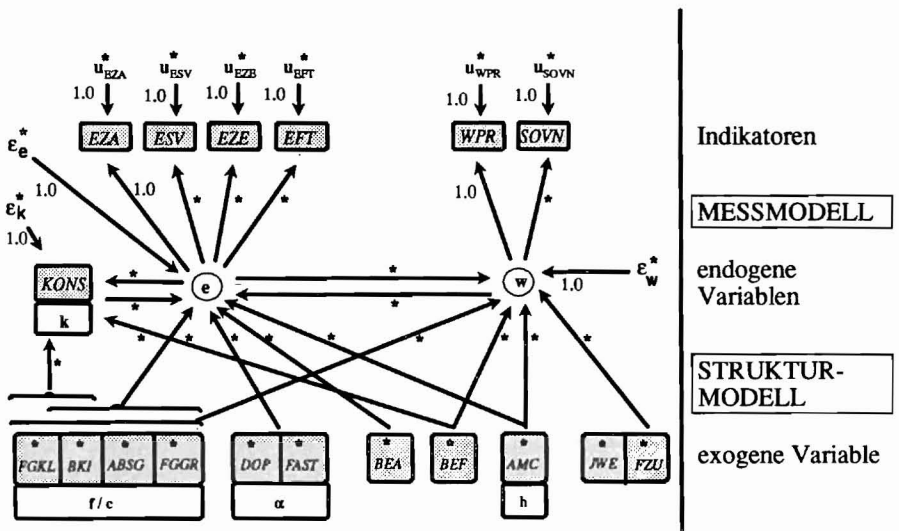 u*EZA u*ESV u*EZE u*EFT u*WPR u*SOVN
1.0 1.0 1.0 1.0 1.0 1.0
EZA ESV EZE EFT WPR SOVN Indikatoren
ε*e
1.0 1.0 * * * 1.0 *
ε*k
1.0
MESSMODELL
KONS * e * w 1.0 ε*w endogene
k * * Variablen
* * * * * * * * * *
* STRUKTUR-
MODELL
* * * * * * * * * * *
FGKL BKI ABSG FGGR DOP FAST BEA BEF AMC JWE FZU exogene Variable
f / c α h